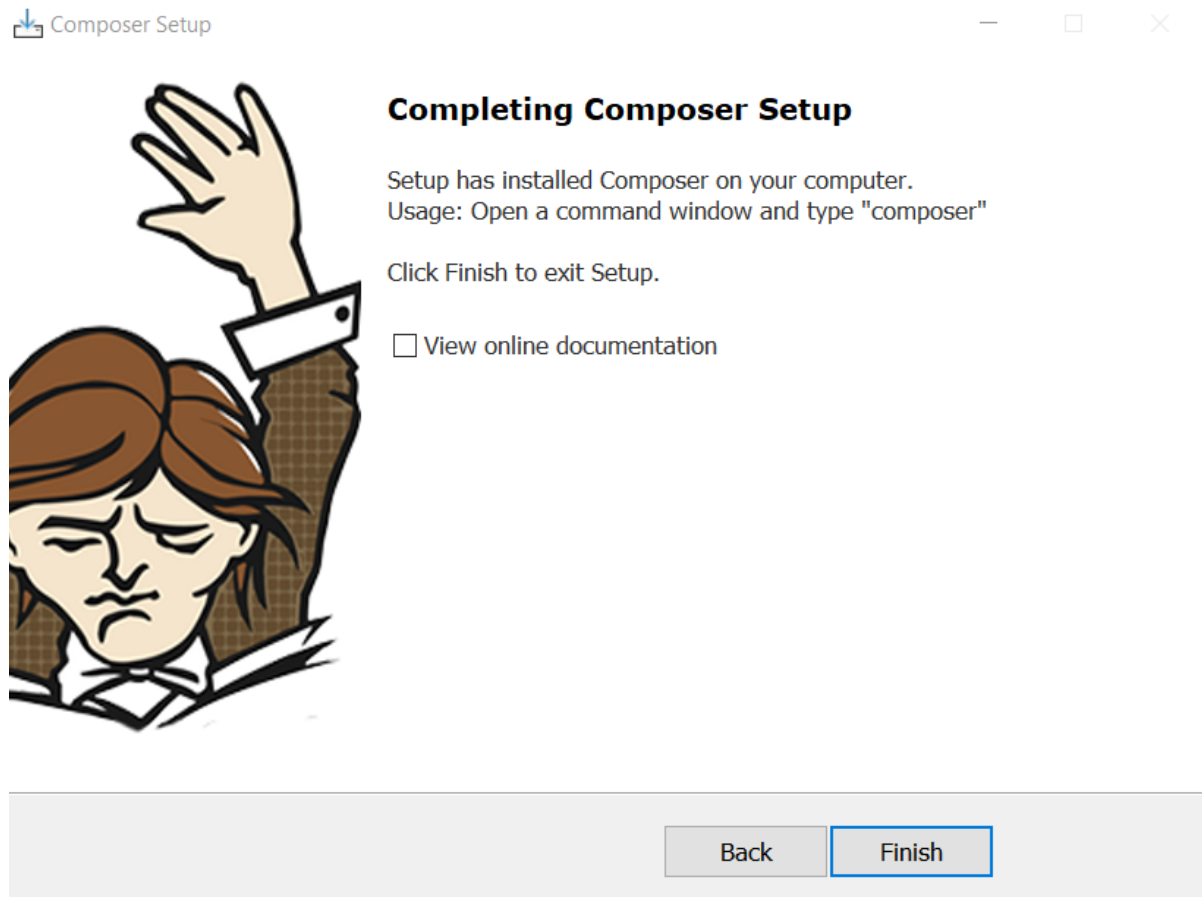 Composer Setup
Completing Composer Setup
Setup has installed Composer on your computer.
Usage: Open a command window and type "composer"
Click Finish to exit Setup.
View online documentation
Back
Finish